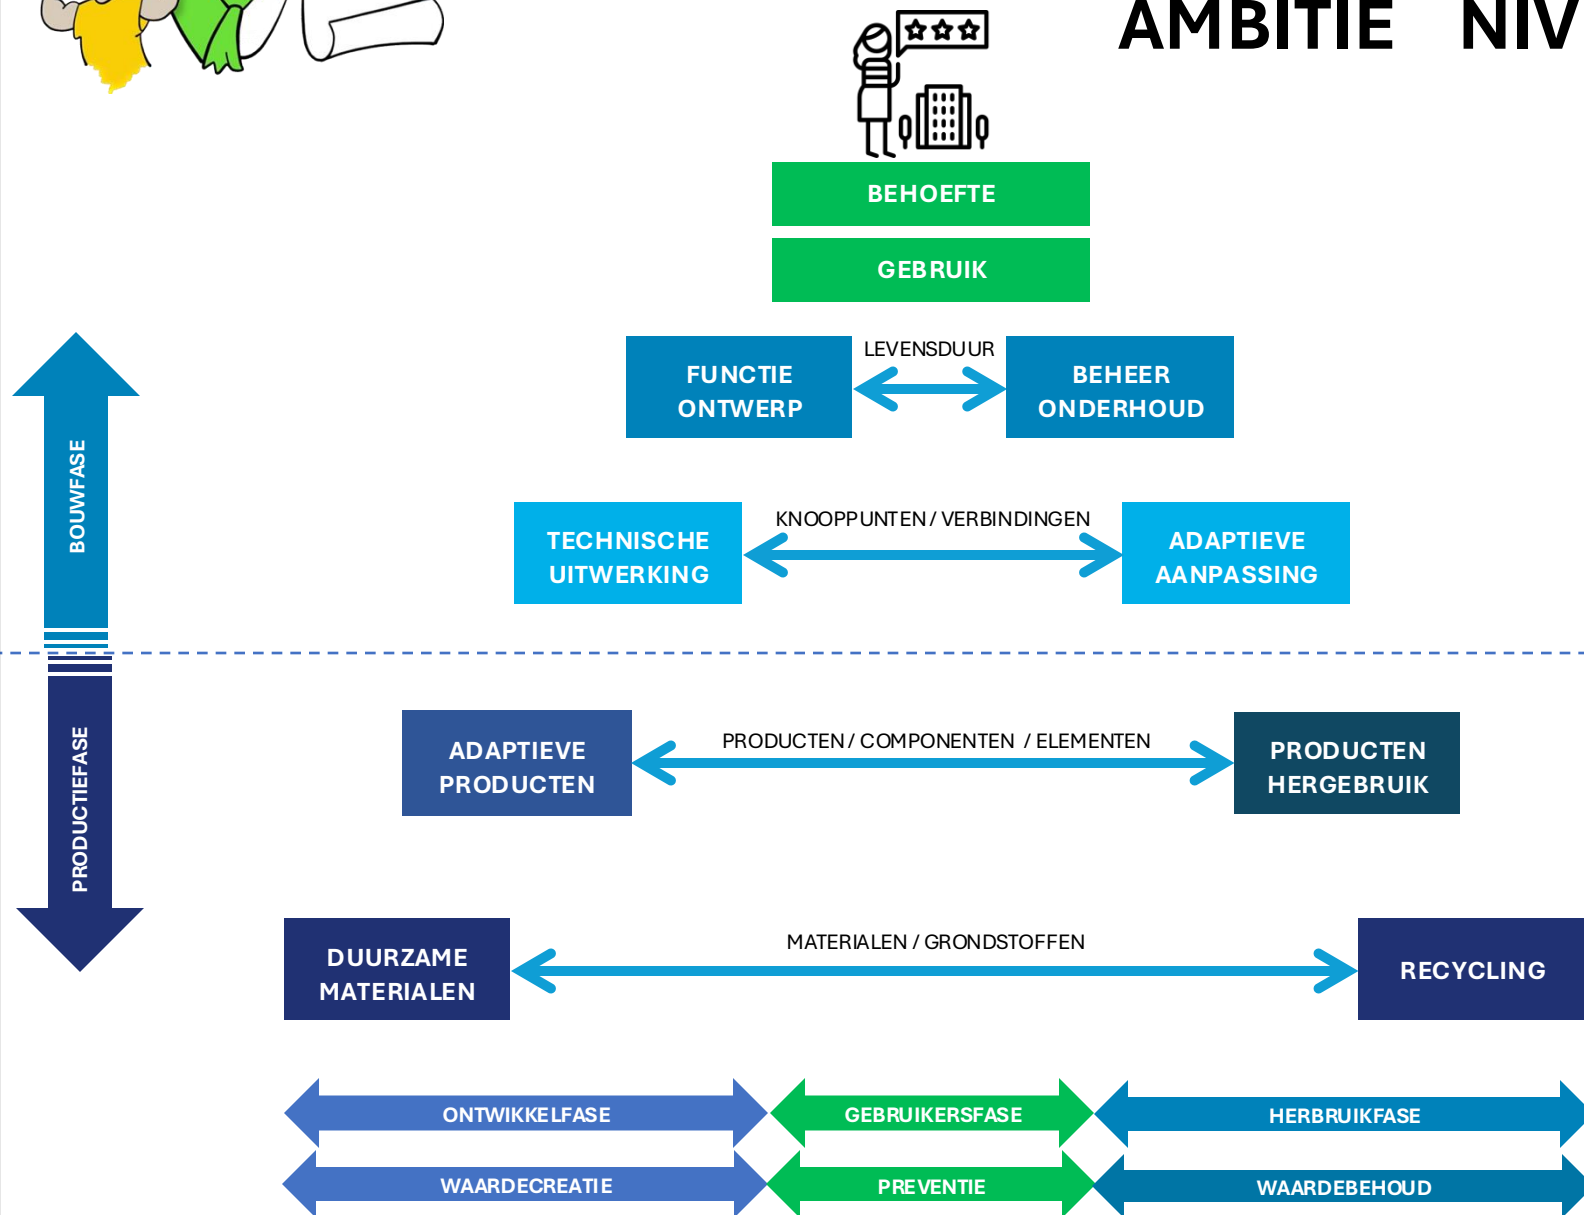 AMBITIE NIV
BEHOEFTE
GEBRUIK
LEVENSDUUR
FUNCTIE
ONTWERP
BEHEER
ONDERHOUD
BOUWFASE
KNOOPPUNTEN / VERBINDINGEN
TECHNISCHE
UITWERKING
ADAPTIEVE
AANPASSING
PRODUCTIEFASE
PRODUCTEN / COMPONENTEN / ELEMENTEN
ADAPTIEVE
PRODUCTEN
PRODUCTEN
HERGEBRUIK
MATERIALEN / GRONDSTOFFEN
DUURZAME
MATERIALEN
RECYCLING
ONTWIKKELFASE
GEBRUIKERSFASE
HERBRUIKFASE
WAARDECREATIE
PREVENTIE
WAARDEBEHOUD